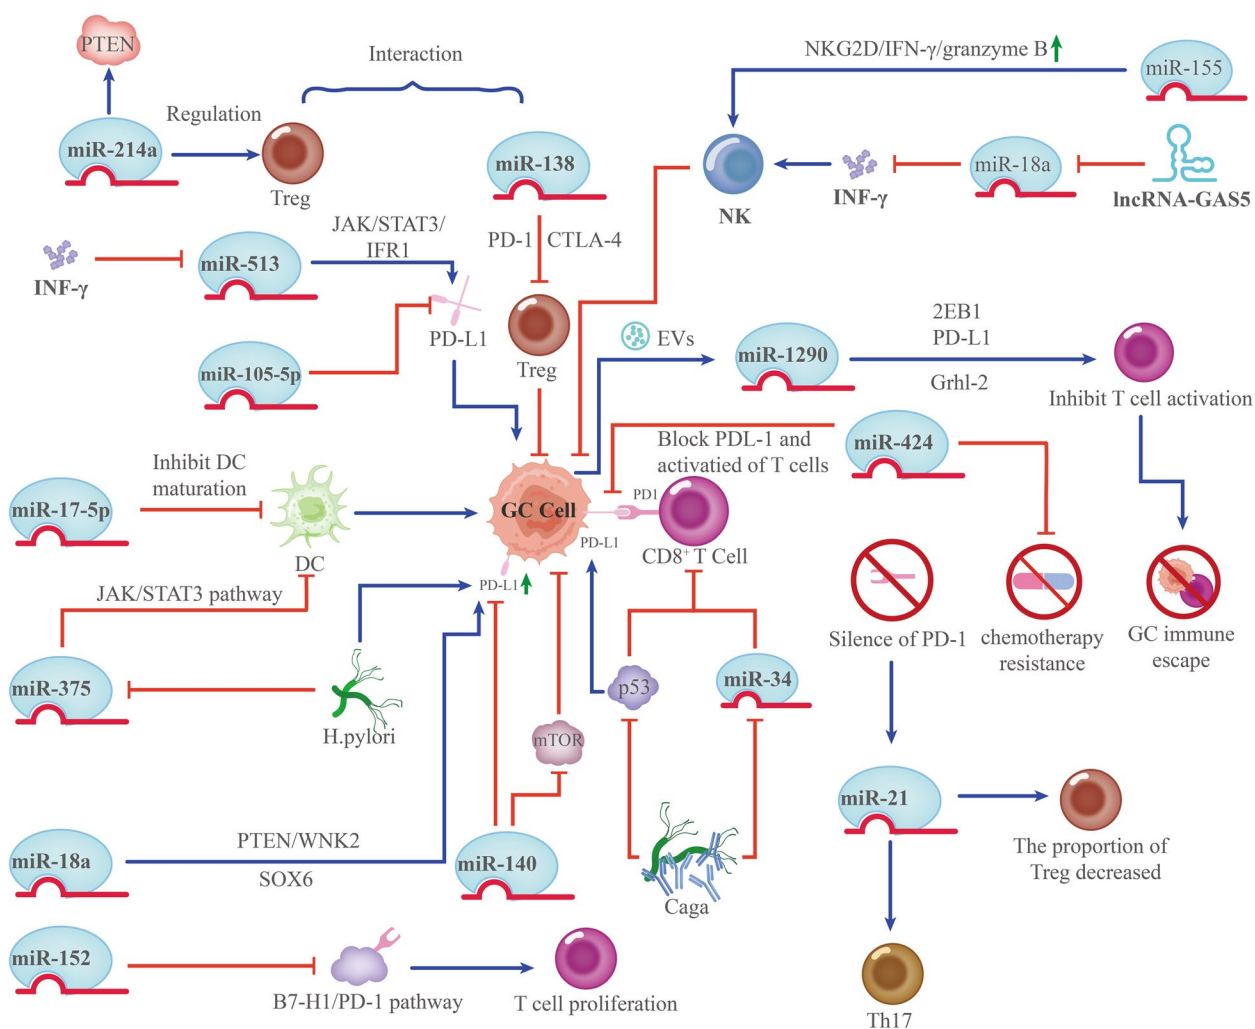 PTEN
Interaction
NKG2D/IFN-γ/granzyme B
miR-155
Regulation
miR-214a
Treg
miR-138
NK
INF-γ
miR-18a
lncRNA-GAS5
JAK/STAT3/
IFR1
PD-1
CTLA-4
INF-γ
miR-513
PD-L1
miR-105-5p
Treg
EVs
miR-1290
2EB1
PD-L1
Grhl-2
Inhibit T cell activation
Block PDL-1 and
activatied of T cells
miR-424
Inhibit DC
maturation
miR-17-5p
DC
GC Cell
PD1
PD-L1
CD8+ T Cell
PD-L1
JAK/STAT3 pathway
Silence of PD-1
chemotherapy
resistance
GC immune
escape
miR-375
H.pylori
p53
miR-34
mTOR
miR-21
The proportion of
Treg decreased
miR-18a
PTEN/WNK2
SOX6
miR-140
Caga
miR-152
B7-H1/PD-1 pathway
T cell proliferation
Th17